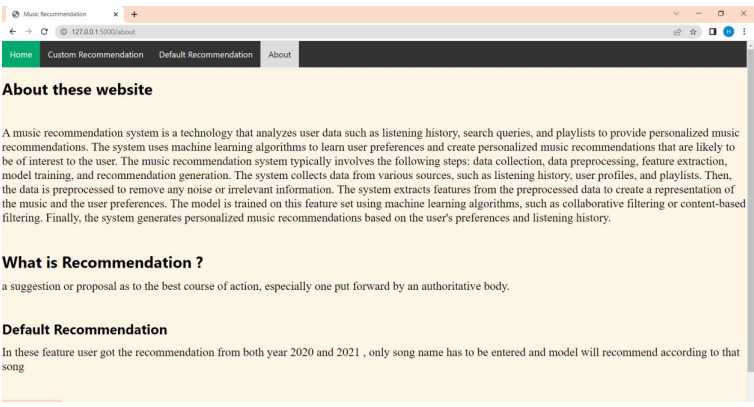 Music Recommendation
127.0.0.1:5000/about
H
Home Custom Recommendation Default Recommendation About
About these website
A music recommendation system is a technology that analyzes user data such as listening history, search queries, and playlists to provide personalized music
recommendations. The system uses machine learning algorithms to learn user preferences and create personalized music recommendations that are likely to
be of interest to the user. The music recommendation system typically involves the following steps: data collection, data preprocessing, feature extraction,
model training, and recommendation generation. The system collects data from various sources, such as listening history, user profiles, and playlists. Then,
the data is preprocessed to remove any noise or irrelevant information. The system extracts features from the preprocessed data to create a representation of
the music and the user preferences. The model is trained on this feature set using machine learning algorithms, such as collaborative filtering or content-based
filtering. Finally, the system generates personalized music recommendations based on the user's preferences and listening history.
What is Recommendation ?
a suggestion or proposal as to the best course of action, especially one put forward by an authoritative body.
Default Recommendation
In these feature user got the recommendation from both year 2020 and 2021 , only song name has to be entered and model will recommend according to that
song